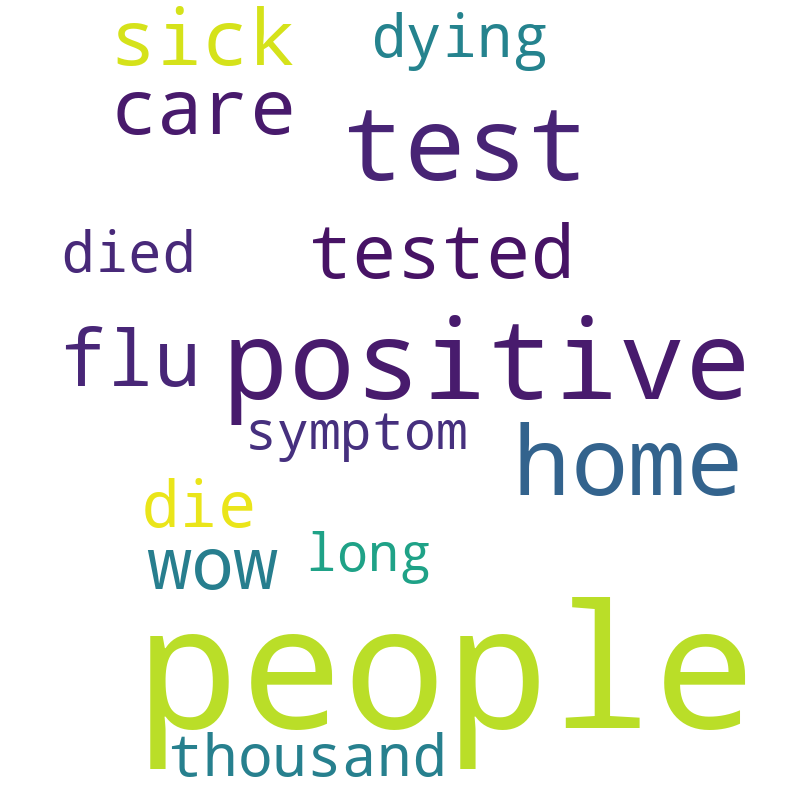 sick dying
care test
died tested
flu positive
symptom home
die
wow long
people
thousand